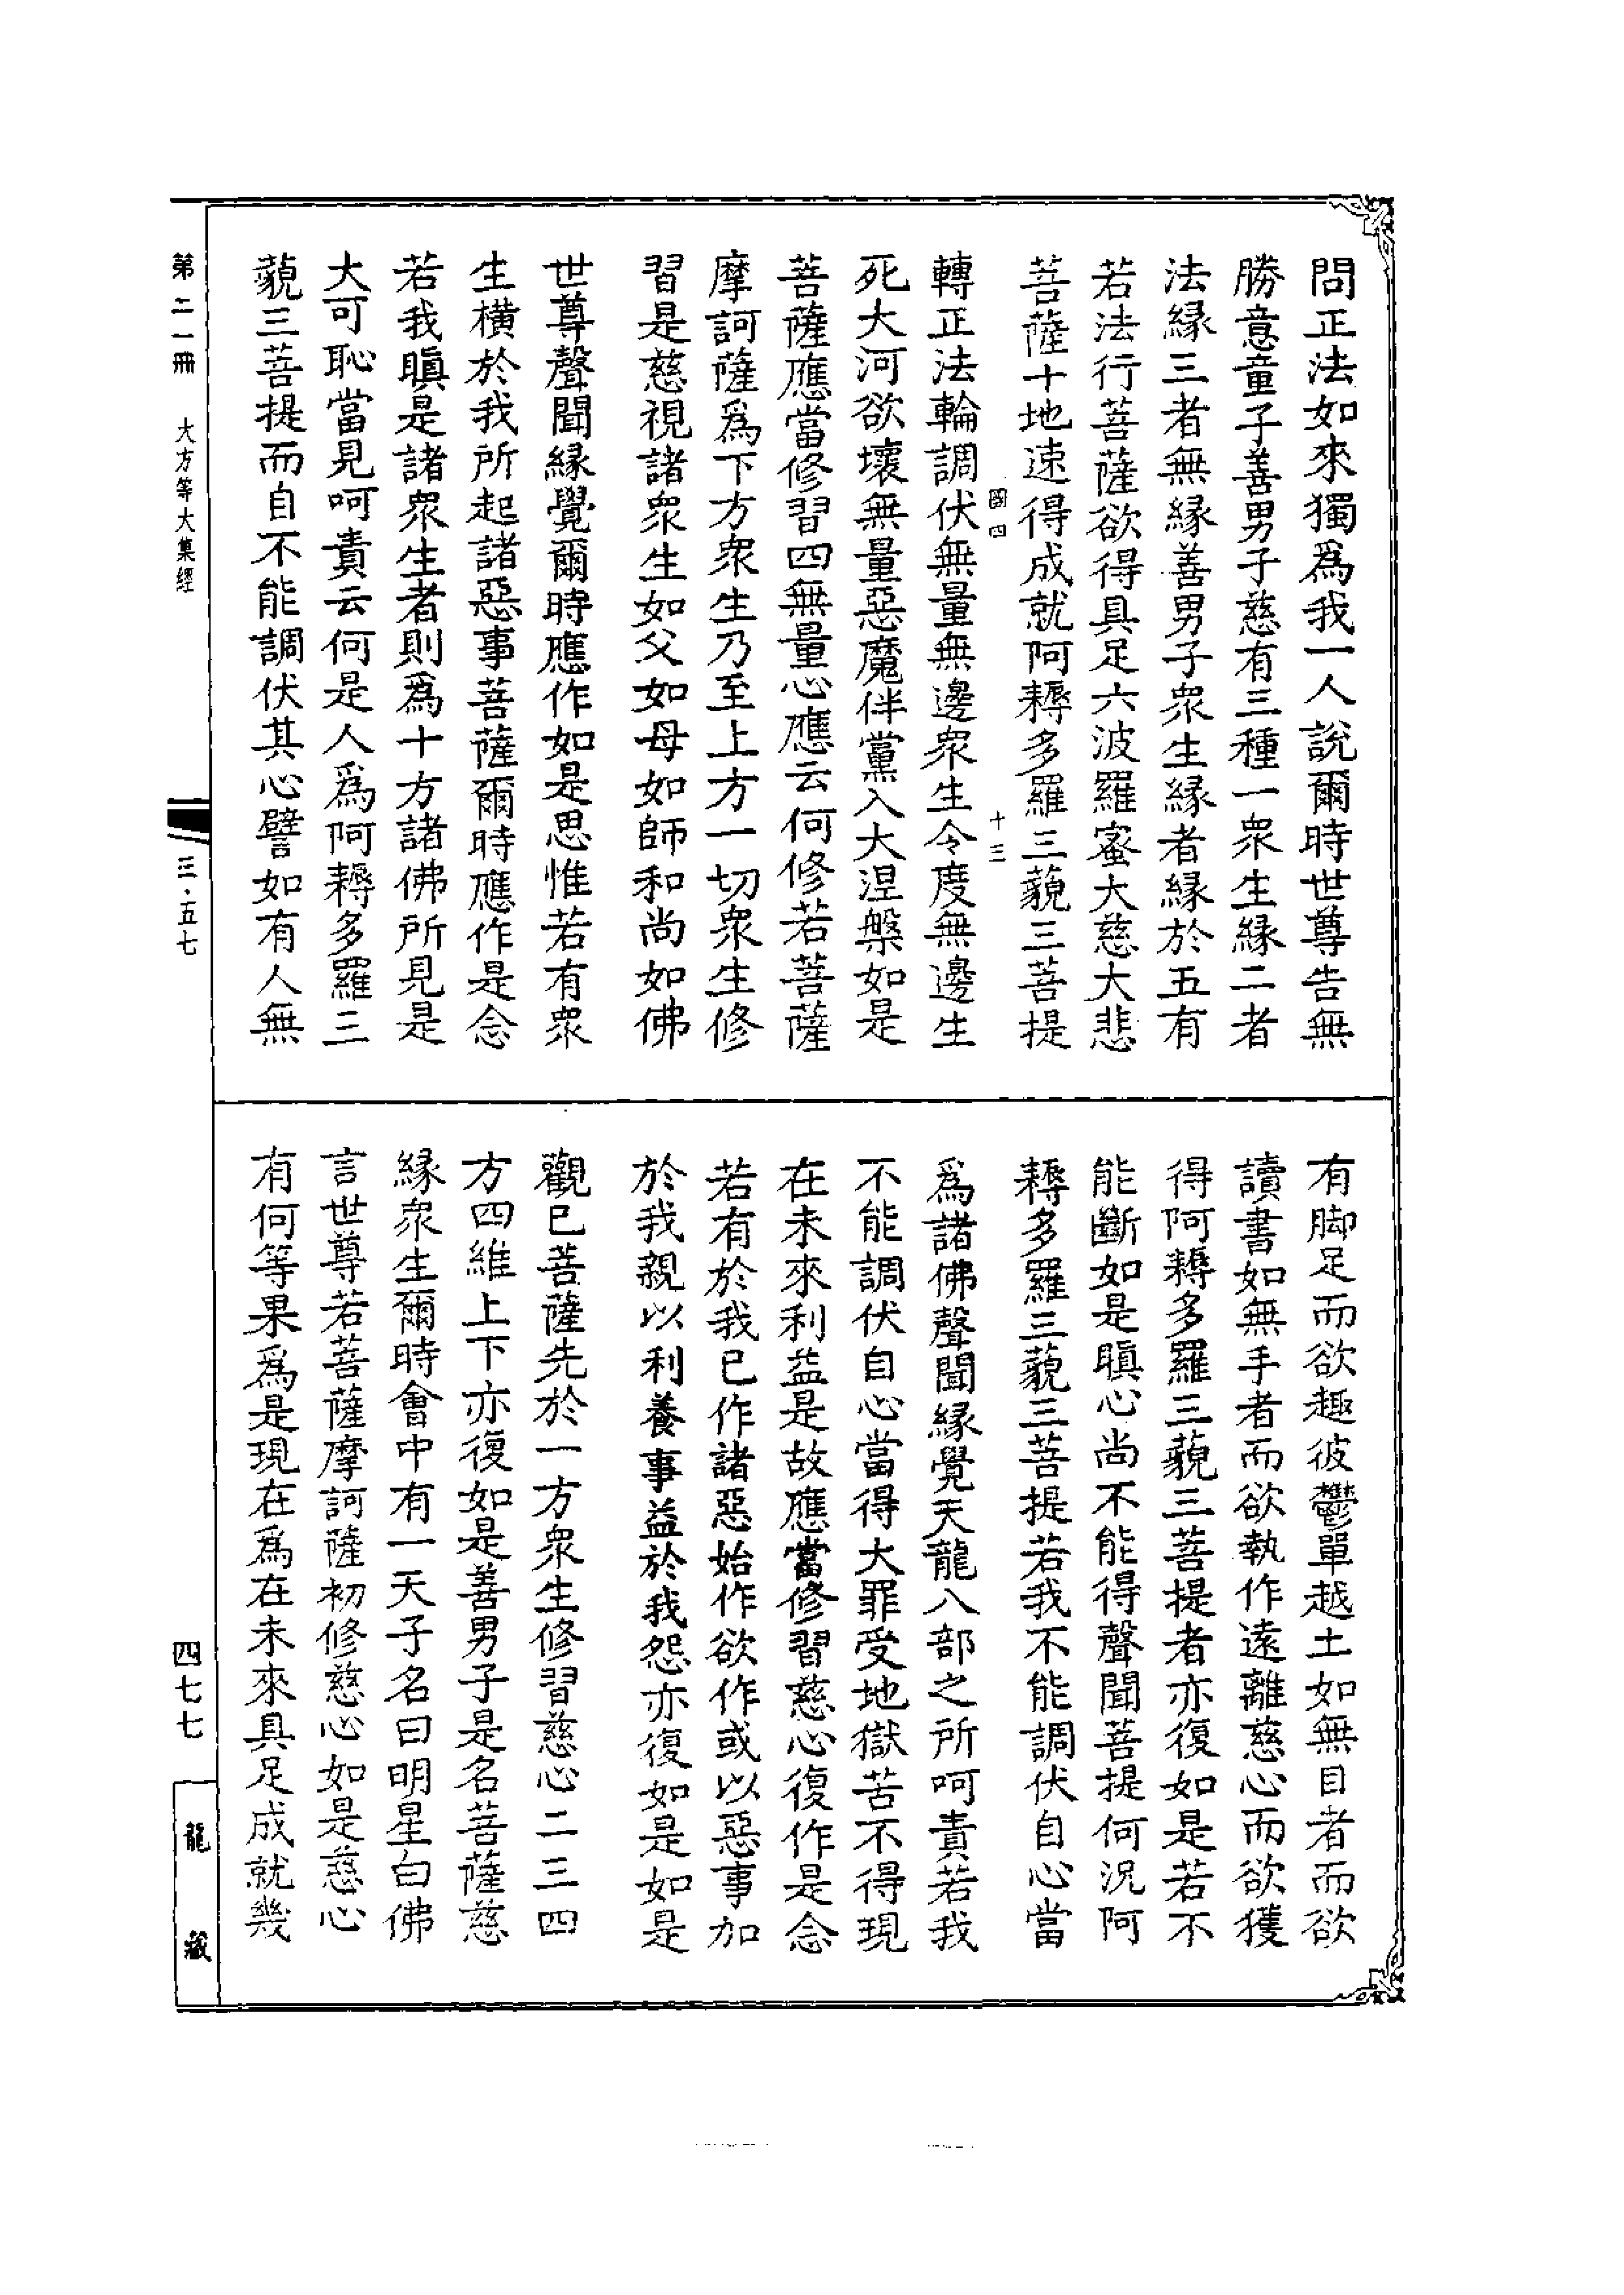 問正法如來獨爲我一人說爾時世尊告無
勝意童子善男子慈有三種一衆生緣二者
法緣三者無緣善男子衆生緣者緣於五有
若法行菩薩欲得具足六波羅蜜大慈大悲
菩薩十地速得成就阿耨多羅三藐三菩提
圖四 十三
轉正法輪調伏無量無邊衆生令度無邊生
死大河欲壞無量惡魔伴黨入大涅槃如是
菩薩應當修習四無量心應云何修若菩薩
摩訶薩爲下方衆生乃至上方一切衆生修
習是慈視諸衆生如父如母如師和尚如佛
世尊聲聞緣覺爾時應作如是思惟若有衆
生橫於我所起諸惡事菩薩爾時應作是念
若我瞋是諸衆生者則爲十方諸佛所見是
大可恥當見呵責云何是人爲阿耨多羅三
藐三菩提而自不能調伏其心譬如有人無
有脚足而欲趣彼鬱單越土如無目者而欲
讀書如無手者而欲執作遠離慈心而欲獲
得阿耨多羅三藐三菩提者亦復如是若不
能斷如是瞋心尚不能得聲聞菩提何況阿
耨多羅三藐三菩提若我不能調伏自心當
爲諸佛聲聞緣覺天龍八部之所呵責若我
不能調伏自心當得大罪受地獄苦不得現
在未來利益是故應當修習慈心復作是念
若有於我已作諸惡始作欲作或以惡事加
於我親以利養事益於我怨亦復如是如是
觀已菩薩先於一方衆生修習慈心二三四
方四維上下亦復如是善男子是名菩薩慈
緣衆生爾時會中有一天子名曰明星白佛
言世尊若菩薩摩訶薩初修慈心如是慈心
有何等果爲是現在爲在未來具足成就幾
第二一冊 大方等大集經 三·五七 四七七 龍藏